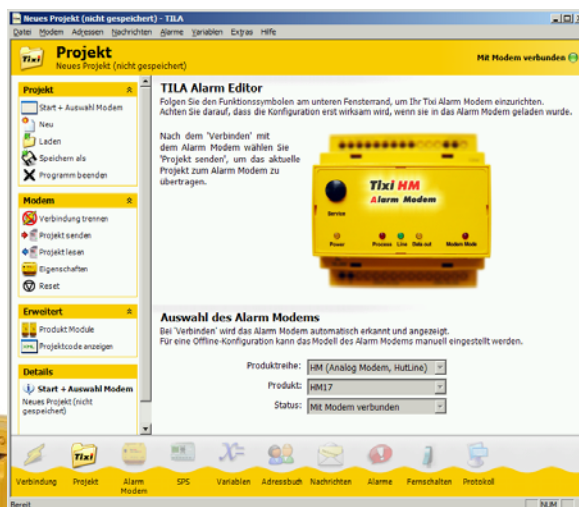 Neues Projekt (nicht gespeichert) - TILA
Datei Modem Adressen Nachrichten Alarme Variablen Extras Hilfe
Tixi
Projekt
Neues Projekt (nicht gespeichert)
Mit Modem verbunden
Projekt
Start + Auswahl Modem
Neu
Laden
Speichern als
Programm beenden
Modem
Verbindung trennen
Projekt senden
Projekt lesen
Eigenschaften
Reset
Erweitert
Produkt Module
Projektcode anzeigen
Details
Start + Auswahl Modem
Neues Projekt (nicht
gespeichert)
TILA Alarm Editor
Folgen Sie den Funktionssymbolen am unteren Fensterrand, um Ihr Tixi Alarm Modem einzurichten.
Achten Sie darauf, dass die Konfiguration erst wirksam wird, wenn sie in das Alarm Modem geladen wurde.
Nach dem 'Verbinden' mit
dem Alarm Modem wählen Sie
'Projekt senden', um das aktuelle
Projekt zum Alarm Modem zu
übertragen.
Tixi HM
Alarm Modem
Service
Power Process Line Data out Modem Mode
Auswahl des Alarm Modems
Bei 'Verbinden' wird das Alarm Modem automatisch erkannt und angezeigt.
Für eine Offline-Konfiguration kann das Modell des Alarm Modems manuell eingestellt werden.
Produktreihe: HM (Analog Modem, HutLine)
Produkt: HM17
Status: Mit Modem verbunden
Tixi
Verbindung Projekt Alarm Modem SPS Variablen Adressbuch Nachrichten Alarme Fernschalten Protokoll
Bereit NUM